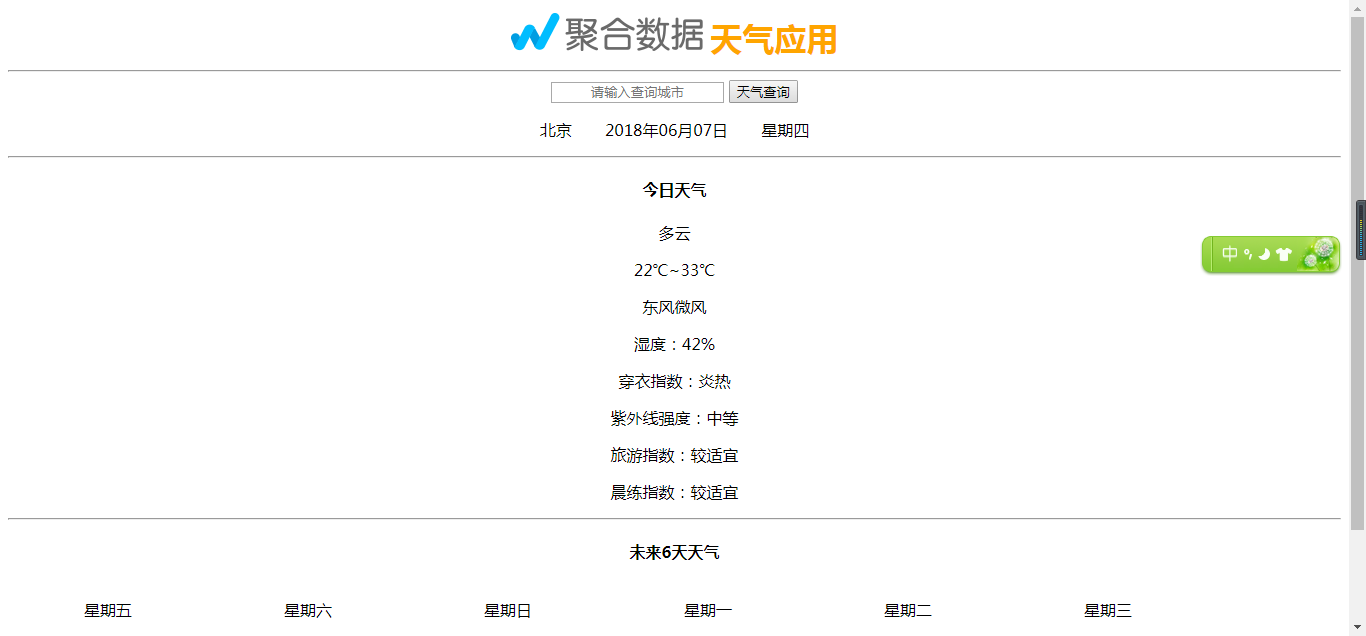 聚合数据 天气应用
请输入查询城市 天气查询
北京 2018年06月07日 星期四
今日天气
多云
22℃~33℃
东风微风
湿度：42%
穿衣指数：炎热
紫外线强度：中等
旅游指数：较适宜
晨练指数：较适宜
中
未来6天天气
星期五 星期六 星期日 星期一 星期二 星期三